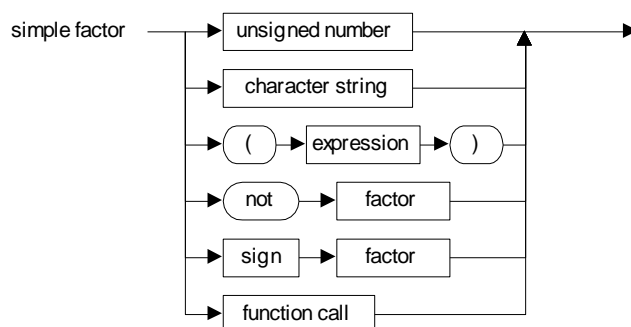 simple factor unsigned number
character string
( expression )
not factor
sign factor
function call